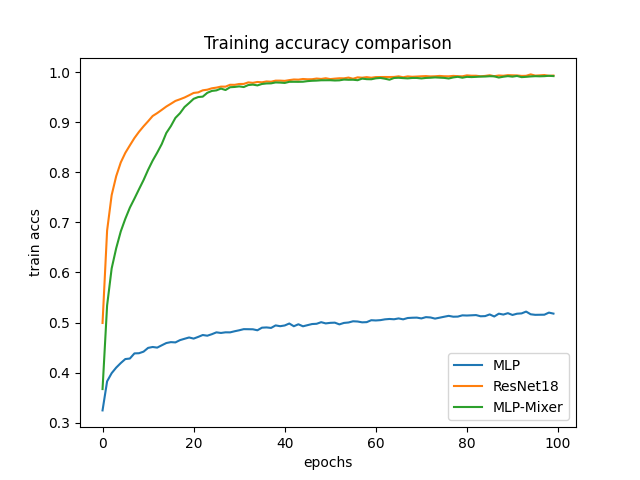 Training accuracy comparison
train accs
1.0
0.9
0.8
0.7
0.6
0.5
0.4
0.3
0 20 40 60 80 100
epochs
MLP
ResNet18
MLP-Mixer